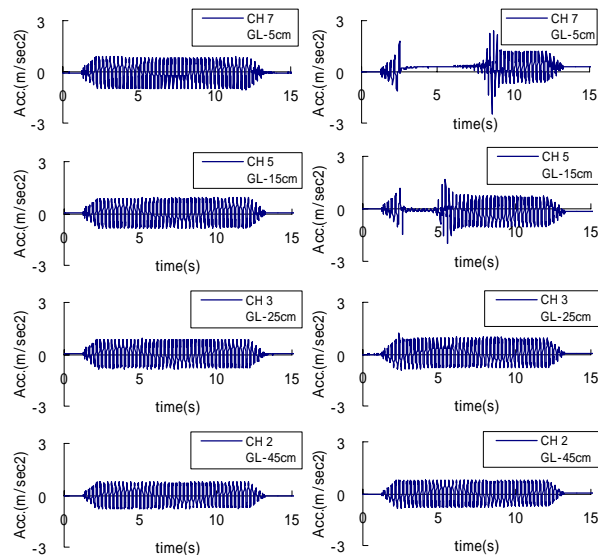 3
CH 7
GL-5cm
Acc.(m/sec2)
0
0 5 10 15
-3
time(s)
3
CH 7
GL-5cm
Acc.(m/sec2)
0
0 5 10 15
-3
time(s)
3
CH 5
GL-15cm
Acc.(m/sec2)
0
0 5 10 15
-3
time(s)
3
CH 5
GL-15cm
Acc.(m/sec2)
0
0 5 10 15
-3
time(s)
3
CH 3
GL-25cm
Acc.(m/sec2)
0
0 5 10 15
-3
time(s)
3
CH 3
GL-25cm
Acc.(m/sec2)
0
0 5 10 15
-3
time(s)
3
CH 2
GL-45cm
Acc.(m/sec2)
0
0 5 10 15
-3
time(s)
3
CH 2
GL-45cm
Acc.(m/sec2)
0
0 5 10 15
-3
time(s)